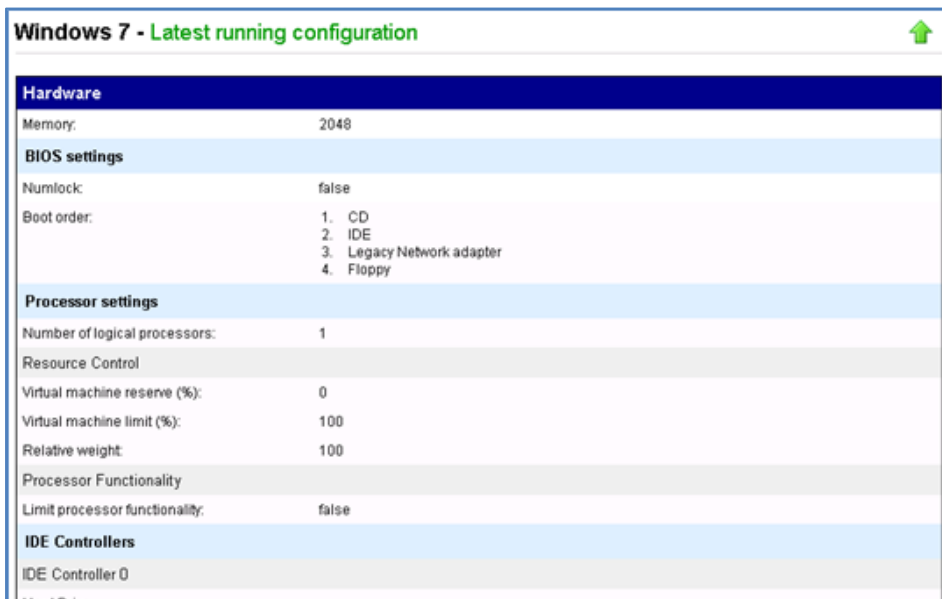 Windows 7 - Latest running configuration
Hardware
Memory: 2048
BIOS settings
Numlock: false
Boot order: 1. CD
2. IDE
3. Legacy Network adapter
4. Floppy
Processor settings
Number of logical processors: 1
Resource Control
Virtual machine reserve (%): 0
Virtual machine limit (%): 100
Relative weight: 100
Processor Functionality
Limit processor functionality: false
IDE Controllers
IDE Controller 0